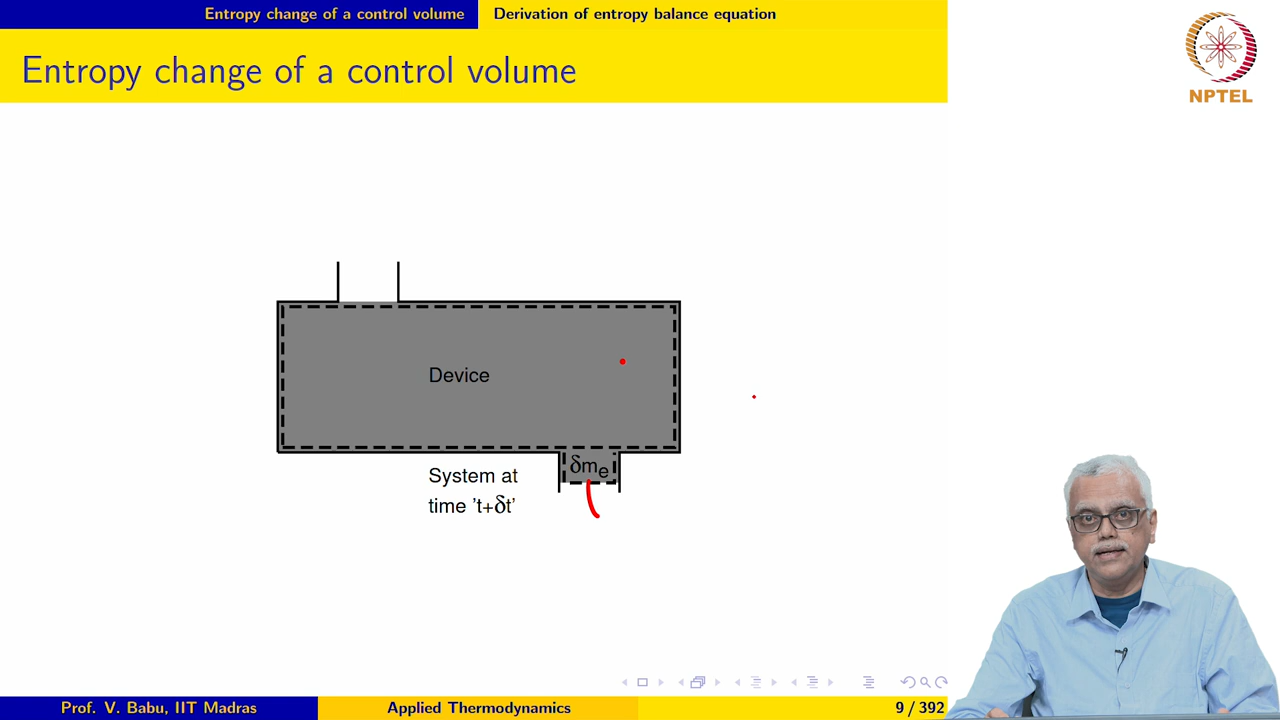 Entropy change of a control volume
Derivation of entropy balance equation
Entropy change of a control volume
NPTEL
Device
δmₑ
System at
time 't+δt'
Prof. V. Babu, IIT Madras
Applied Thermodynamics
9 / 392